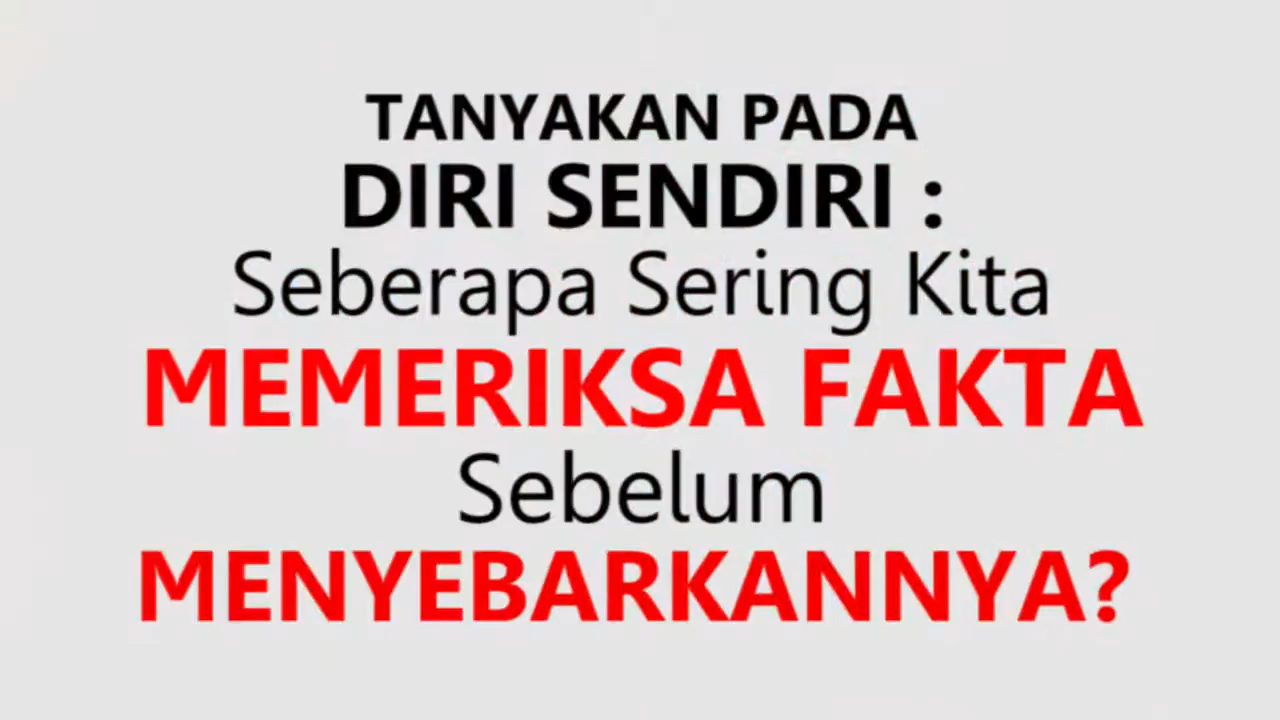 TANYAKAN PADA
DIRI SENDIRI :
Seberapa Sering Kita
MEMERIKSA FAKTA
Sebelum
MENYEBARKANNYA?